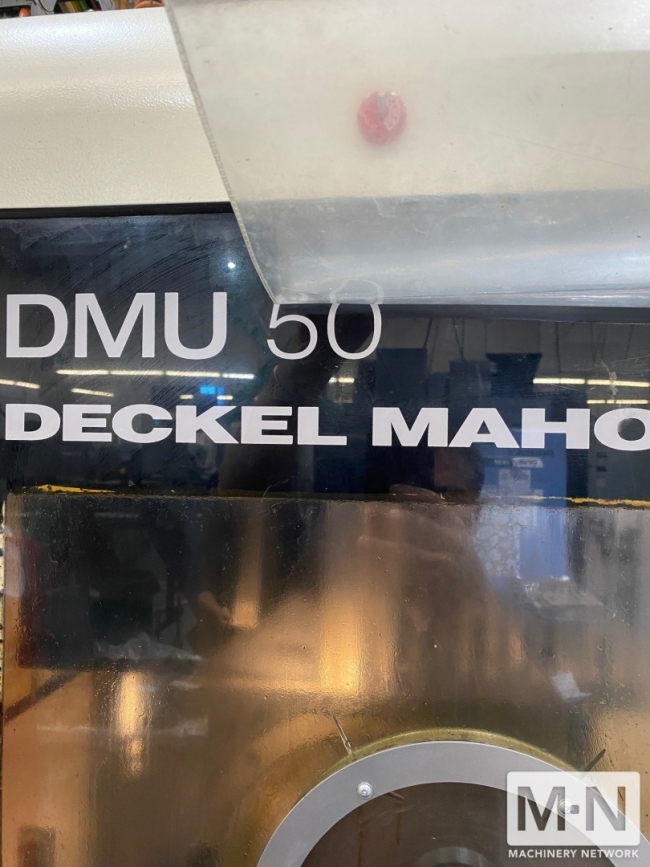 DMU 50
DECKEL MAHO
M·N
MACHINERY NETWORK